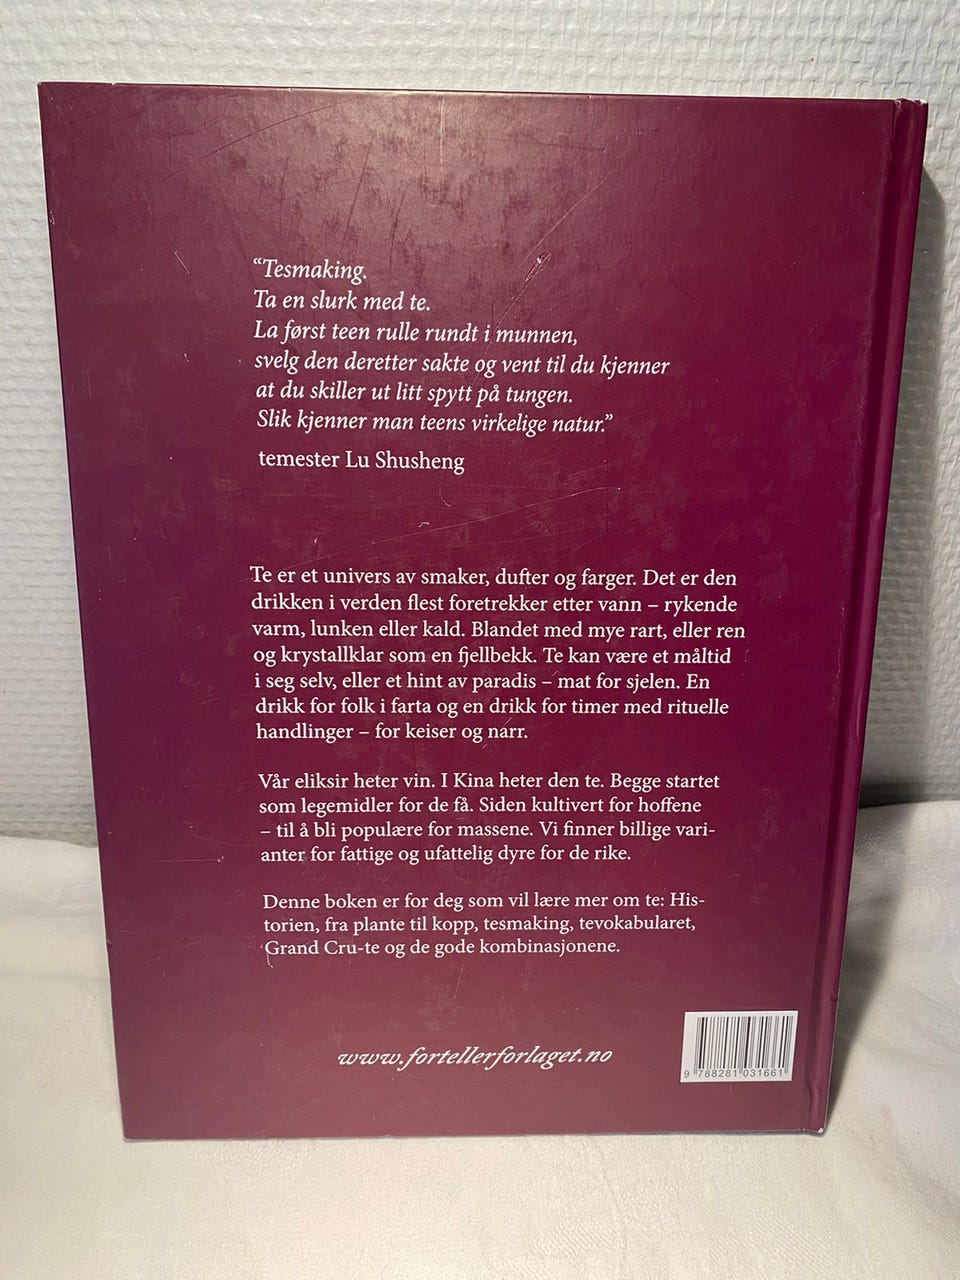 “Tesmaking.
Ta en slurk med te.
La først teen rulle rundt i munnen,
svelg den deretter sakte og vent til du kjenner
at du skiller ut litt spytt på tungen.
Slik kjenner man teens virkelige natur.”
temester Lu Shusheng
Te er et univers av smaker, dufter og farger. Det er den
drikken i verden flest foretrekker etter vann – rykende
varm, lunken eller kald. Blandet med mye rart, eller ren
og krystallklar som en fjellbekk. Te kan være et måltid
i seg selv, eller et hint av paradis – mat for sjelen. En
drikk for folk i farta og en drikk for timer med rituelle
handlinger – for keiser og narr.
Vår eliksir heter vin. I Kina heter den te. Begge startet
som legemidler for de få. Siden kultivert for hoffene
– til å bli populære for massene. Vi finner billige vari-
anter for fattige og ufattelig dyre for de rike.
Denne boken er for deg som vil lære mer om te: His-
torien, fra plante til kopp, tesmaking, tevokabularet,
Grand Cru-te og de gode kombinasjonene.
www.fortellerforlaget.no
9 788281 031661